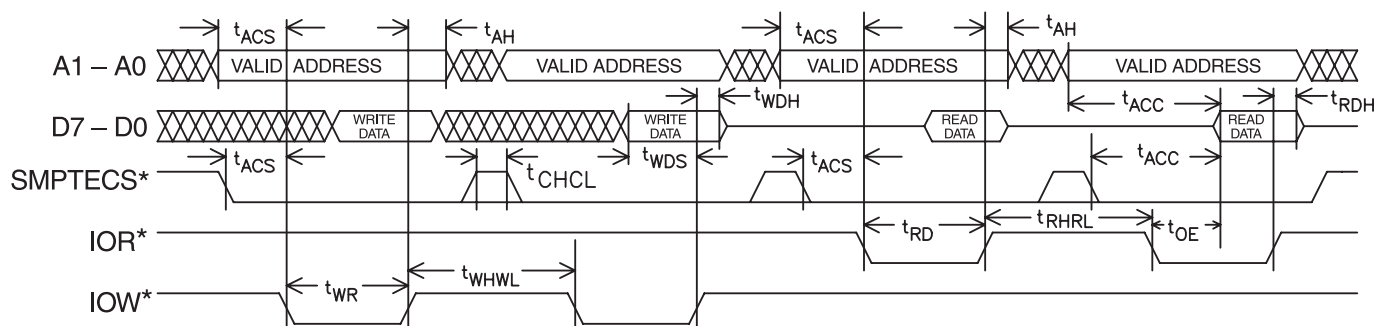 tACS tAH tACS tAH
A1 – A0 VALID ADDRESS VALID ADDRESS VALID ADDRESS VALID ADDRESS
tWDH tACC tRDH
D7 – D0 WRITE DATA WRITE DATA READ DATA READ DATA
tACS tWDS tACS tACC
SMPTECS* tCHCL
IOR* tRD tRHRL tOE
IOW* tWR tWHWL